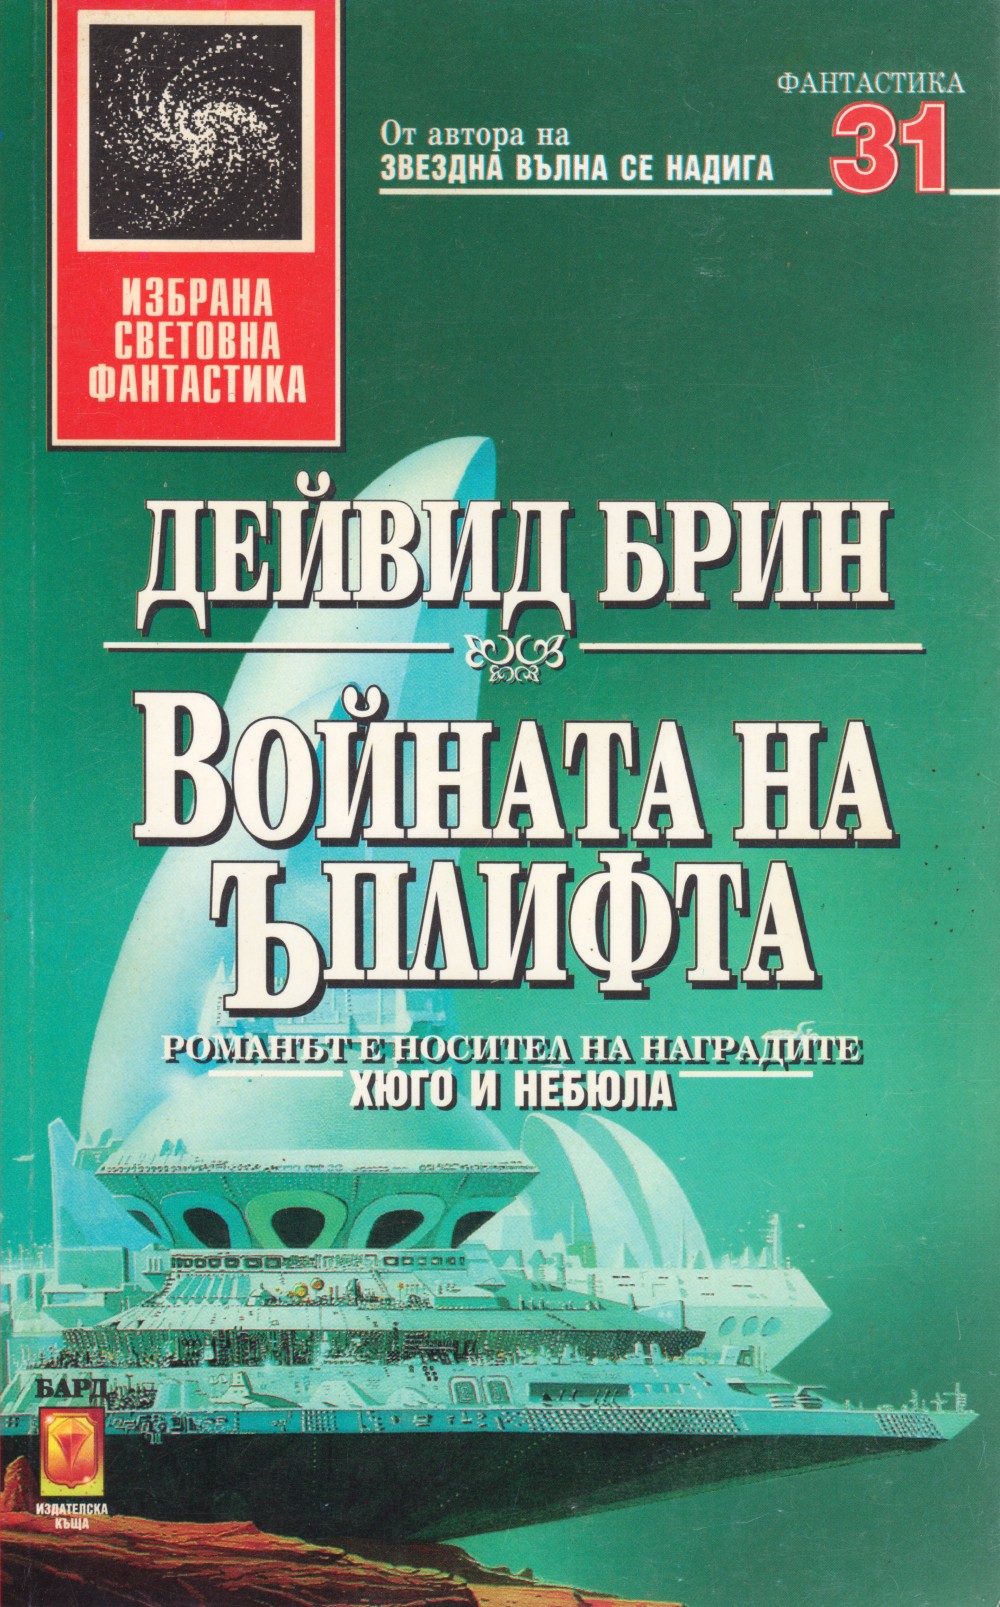 ФАНТАСТИКА
31
От автора на
ЗВЕЗДНА ВЪЛНА СЕ НАДИГА
ИЗБРАНА
СВЕТОВНА
ФАНТАСТИКА
ДЕЙВИД БРИН
ВОЙНАТА НА
ЪПЛИФТА
РОМАНЪТ Е НОСИТЕЛ НА НАГРАДИТЕ
ХЮГО И НЕБЮЛА
БАРД
ИЗДАТЕЛСКА
КЪЩА